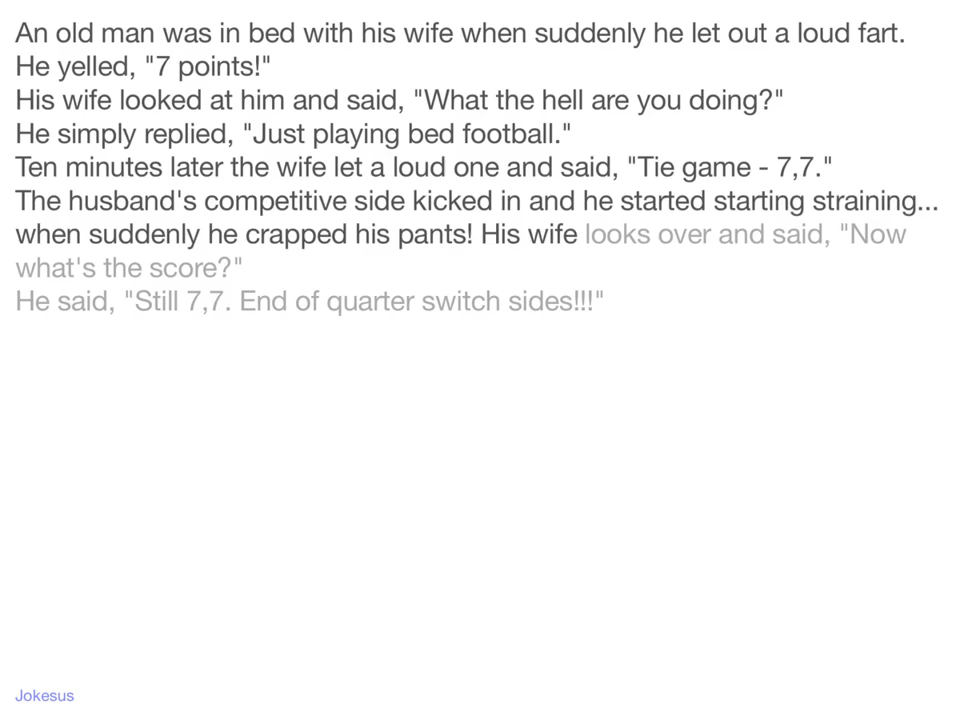 An old man was in bed with his wife when suddenly he let out a loud fart.
He yelled, "7 points!"
His wife looked at him and said, "What the hell are you doing?"
He simply replied, "Just playing bed football."
Ten minutes later the wife let a loud one and said, "Tie game - 7,7."
The husband's competitive side kicked in and he started starting straining...
when suddenly he crapped his pants! His wife looks over and said, "Now
what's the score?"
He said, "Still 7,7. End of quarter switch sides!!!"
Jokesus